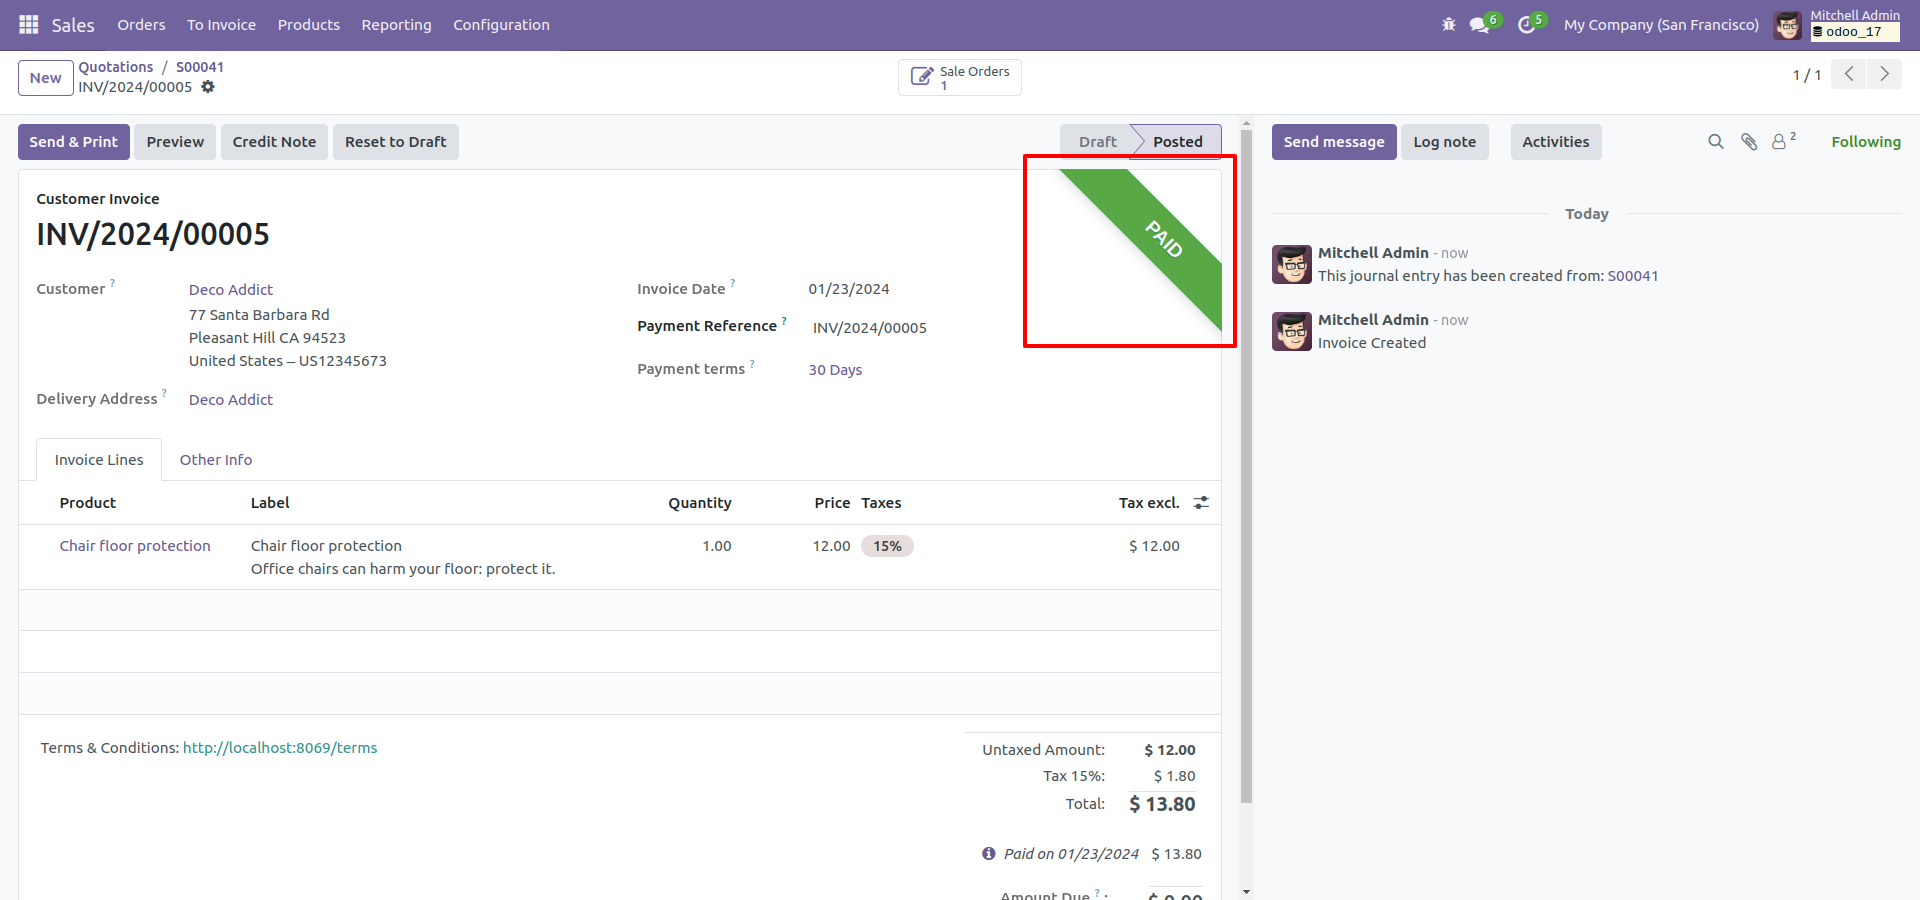 Sales Orders To Invoice Products Reporting Configuration
6 5 My Company (San Francisco) Mitchell Admin
odoo_17
New Quotations / S00041
INV/2024/00005
Sale Orders
1
1 / 1
Send & Print Preview Credit Note Reset to Draft
Draft Posted
Send message Log note Activities 2 Following
Customer Invoice
INV/2024/00005
PAID
Customer ? Deco Addict
77 Santa Barbara Rd
Pleasant Hill CA 94523
United States – US12345673
Delivery Address ? Deco Addict
Invoice Date ? 01/23/2024
Payment Reference ? INV/2024/00005
Payment terms ? 30 Days
Invoice Lines Other Info
Product Label Quantity Price Taxes Tax excl.
Chair floor protection Chair floor protection 1.00 12.00 15% $ 12.00
Office chairs can harm your floor: protect it.
Terms & Conditions: http://localhost:8069/terms
Untaxed Amount: $ 12.00
Tax 15%: $ 1.80
Total: $ 13.80
Paid on 01/23/2024 $ 13.80
Amount Due ? : $ 0.00
Today
Mitchell Admin - now
This journal entry has been created from: S00041
Mitchell Admin - now
Invoice Created